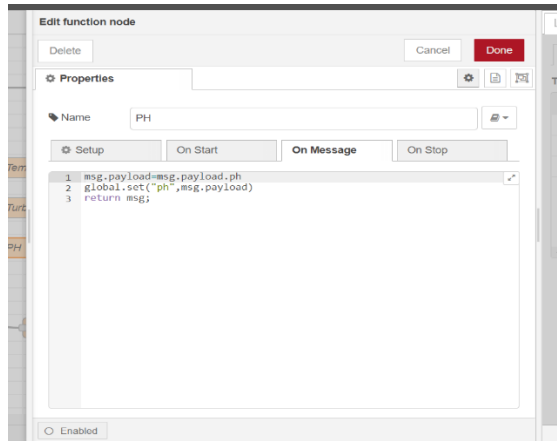 Edit function node
Delete
Cancel
Done
Properties
Name
PH
Setup
On Start
On Message
On Stop
1 msg.payload=msg.payload.ph
2 global.set("ph",msg.payload)
3 return msg;
Tem
Turb
PH
Enabled